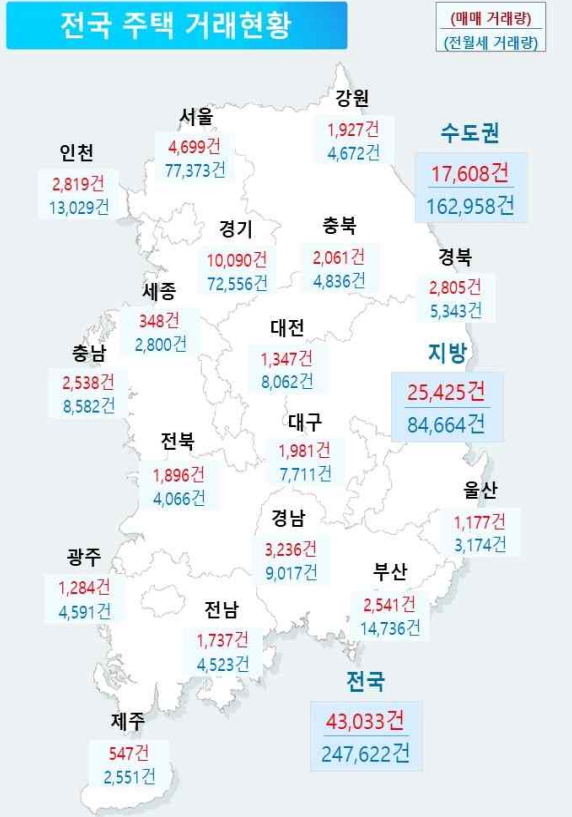 전국 주택 거래현황
(매매 거래량)
(전월세 거래량)
강원
1,927건
4,672건
서울
4,699건
77,373건
수도권
17,608건
162,958건
인천
2,819건
13,029건
경기
10,090건
72,556건
충북
2,061건
4,836건
경북
2,805건
5,343건
세종
348건
2,800건
대전
1,347건
8,062건
지방
25,425건
84,664건
충남
2,538건
8,582건
대구
1,981건
7,711건
전북
1,896건
4,066건
울산
1,177건
3,174건
경남
3,236건
9,017건
광주
1,284건
4,591건
부산
2,541건
14,736건
전남
1,737건
4,523건
전국
43,033건
247,622건
제주
547건
2,551건